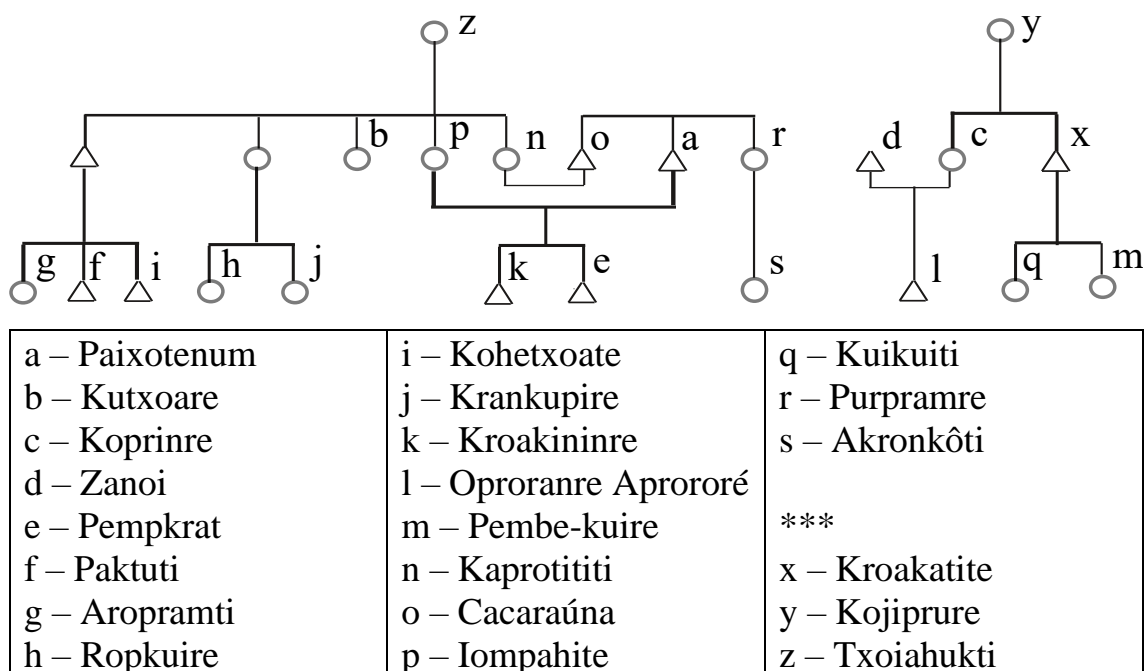 z y
b p n o a r d c x
g f i h j k e s l q m
a – Paixotenum i – Kohetxoate q – Kuikuiti
b – Kutxoare j – Krankupire r – Purpramre
c – Koprinre k – Kroakininre s – Akronkôti
d – Zanoi l – Oproranre Aprororé
e – Pempkrat m – Pembe-kuire ***
f – Paktuti n – Kaprotititi x – Kroakatite
g – Aropramti o – Cacaraúna y – Kojiprure
h – Ropkuire p – Iompahite z – Txoiahukti